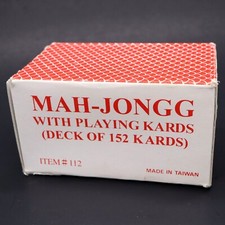 MAH-JONGG
WITH PLAYING KARDS
(DECK OF 152 KARDS)
ITEM # 112
MADE IN TAIWAN